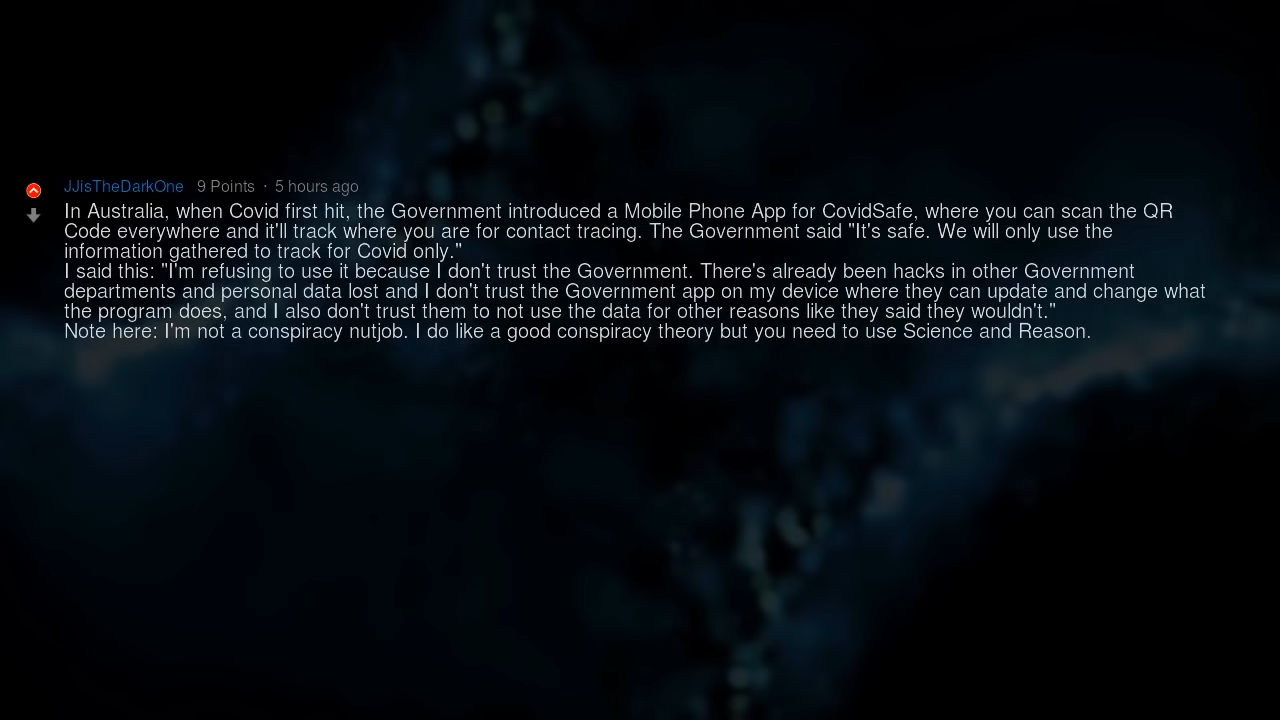 JJisTheDarkOne 9 Points · 5 hours ago
In Australia, when Covid first hit, the Government introduced a Mobile Phone App for CovidSafe, where you can scan the QR
Code everywhere and it'll track where you are for contact tracing. The Government said "It's safe. We will only use the
information gathered to track for Covid only."
I said this: "I'm refusing to use it because I don't trust the Government. There's already been hacks in other Government
departments and personal data lost and I don't trust the Government app on my device where they can update and change what
the program does, and I also don't trust them to not use the data for other reasons like they said they wouldn't."
Note here: I'm not a conspiracy nutjob. I do like a good conspiracy theory but you need to use Science and Reason.